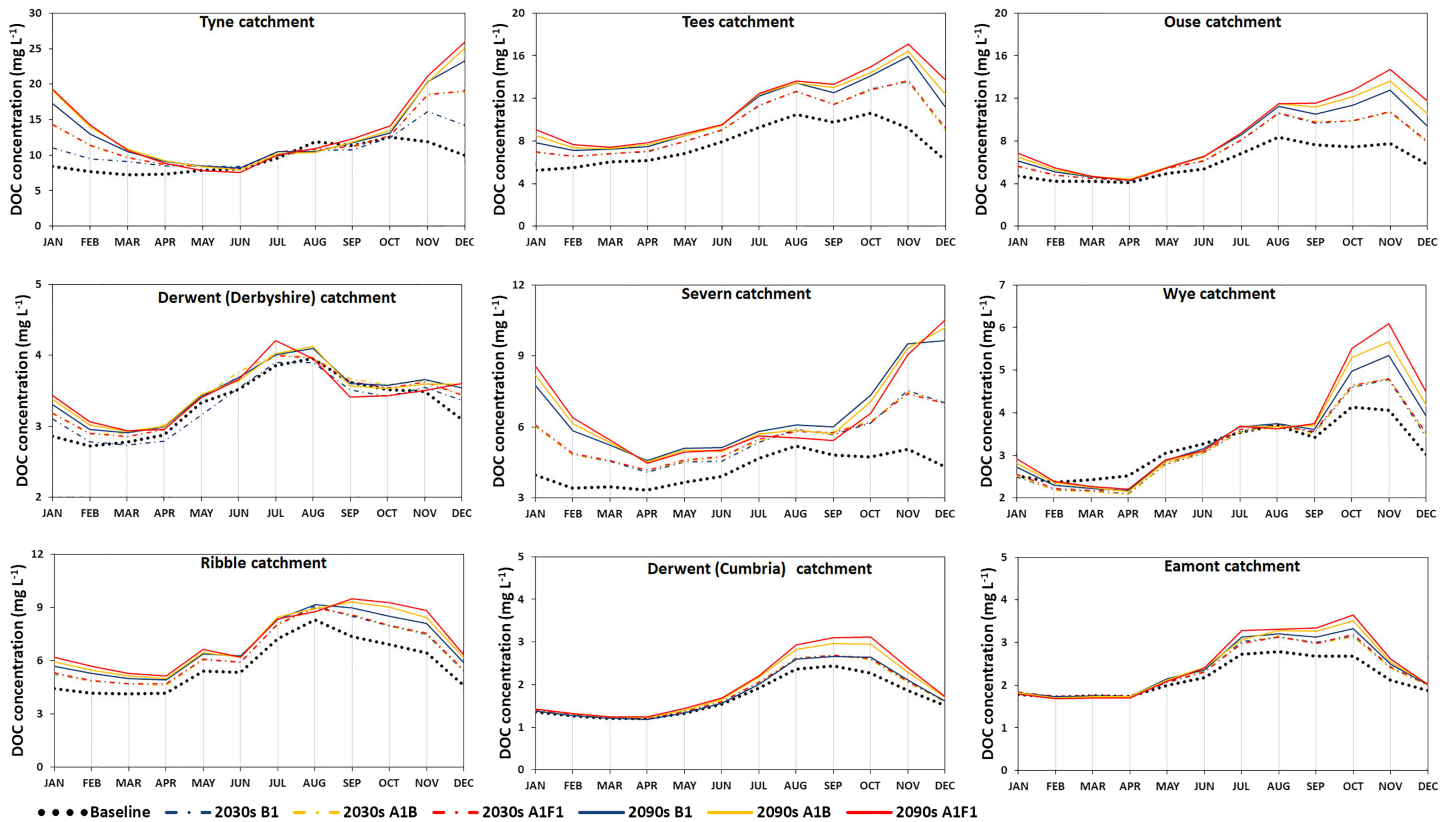 Tyne catchment
DOC concentration (mg L-1)
30
25
20
15
10
5
0
JAN FEB MAR APR MAY JUN JUL AUG SEP OCT NOV DEC
Tees catchment
DOC concentration (mg L-1)
20
16
12
8
4
0
JAN FEB MAR APR MAY JUN JUL AUG SEP OCT NOV DEC
Ouse catchment
DOC concentration (mg L-1)
20
16
12
8
4
0
JAN FEB MAR APR MAY JUN JUL AUG SEP OCT NOV DEC
Derwent (Derbyshire) catchment
DOC concentration (mg L-1)
5
4
3
2
JAN FEB MAR APR MAY JUN JUL AUG SEP OCT NOV DEC
Severn catchment
DOC concentration (mg L-1)
12
9
6
3
JAN FEB MAR APR MAY JUN JUL AUG SEP OCT NOV DEC
Wye catchment
DOC concentration (mg L-1)
7
6
5
4
3
2
JAN FEB MAR APR MAY JUN JUL AUG SEP OCT NOV DEC
Ribble catchment
DOC concentration (mg L-1)
12
9
6
3
0
JAN FEB MAR APR MAY JUN JUL AUG SEP OCT NOV DEC
Derwent (Cumbria) catchment
DOC concentration (mg L-1)
5
4
3
2
1
0
JAN FEB MAR APR MAY JUN JUL AUG SEP OCT NOV DEC
Eamont catchment
DOC concentration (mg L-1)
5
4
3
2
1
0
JAN FEB MAR APR MAY JUN JUL AUG SEP OCT NOV DEC
Baseline 2030s B1 2030s A1B 2030s A1F1 2090s B1 2090s A1B 2090s A1F1